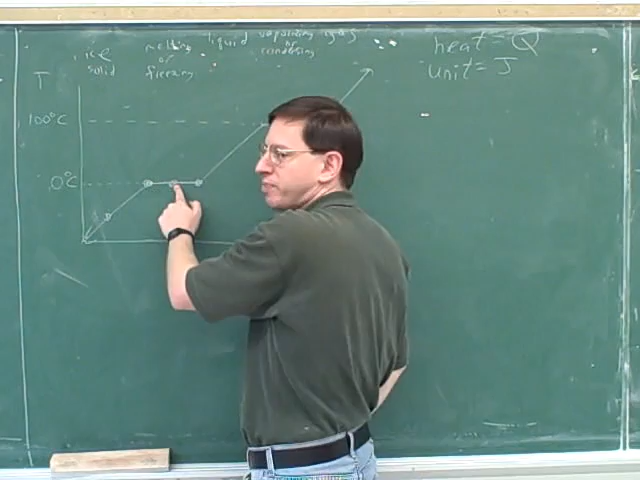 ice
solid
melting
or
freezing
liquid
vaporizing
or
condensing
gas
heat = Q
unit = J
T
100°C
0°C